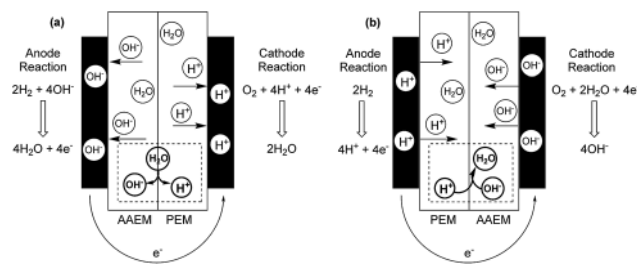 (a)
Anode
Reaction
2H₂ + 4OH⁻
4H₂O + 4e⁻
OH⁻
OH⁻
OH⁻
OH⁻
H₂O
H₂O
H⁺
H⁺
H⁺
H⁺
H₂O
OH⁻
H⁺
AAEM
PEM
e⁻
Cathode
Reaction
O₂ + 4H⁺ + 4e⁻
2H₂O
(b)
Anode
Reaction
2H₂
4H⁺ + 4e⁻
H⁺
H⁺
H⁺
H⁺
H₂O
H₂O
OH⁻
OH⁻
OH⁻
OH⁻
H₂O
H⁺
OH⁻
PEM
AAEM
e⁻
Cathode
Reaction
O₂ + 2H₂O + 4e⁻
4OH⁻